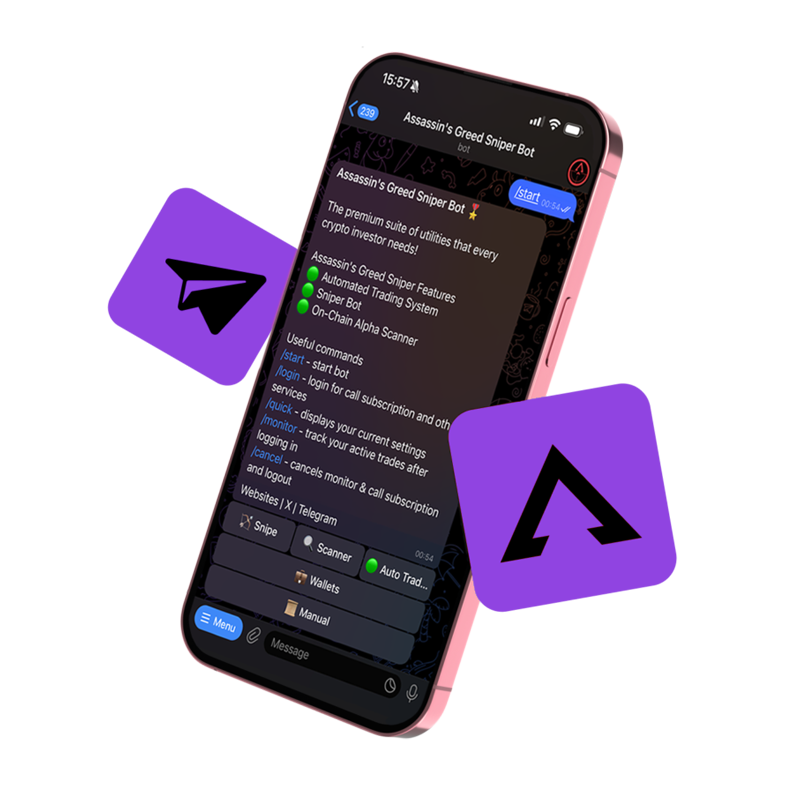 15:57
239
Assassin's Greed Sniper Bot
bot
/start 00:54
Assassin's Greed Sniper Bot
The premium suite of utilities that every
crypto investor needs!
Assassin's Greed Sniper Features
Automated Trading System
Sniper Bot
On-Chain Alpha Scanner
Useful commands
/start - start bot
/login - login for call subscription and oth
services
/quick - displays your current settings
/monitor - track your active trades after
logging in
/cancel - cancels monitor & call subscription
and logout
Websites | X | Telegram
00:54
Snipe
Scanner
Auto Trad...
Wallets
Manual
Menu
Message